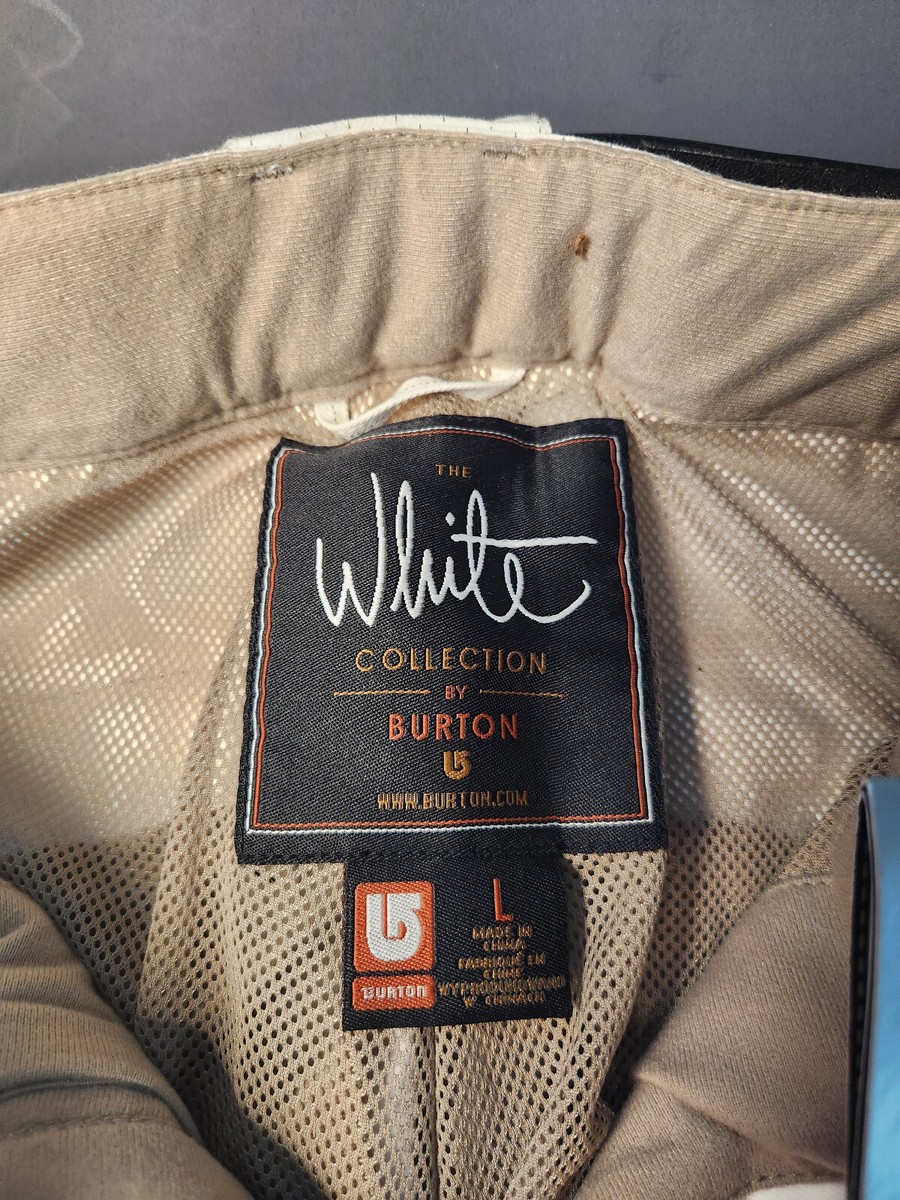 THE
White
COLLECTION
BY
BURTON
WWW.BURTON.COM
L
MADE IN
CHINA
FABRIQUÉ EN
CHINE
WYPRODUKOWANO
W CHINACH
BURTON